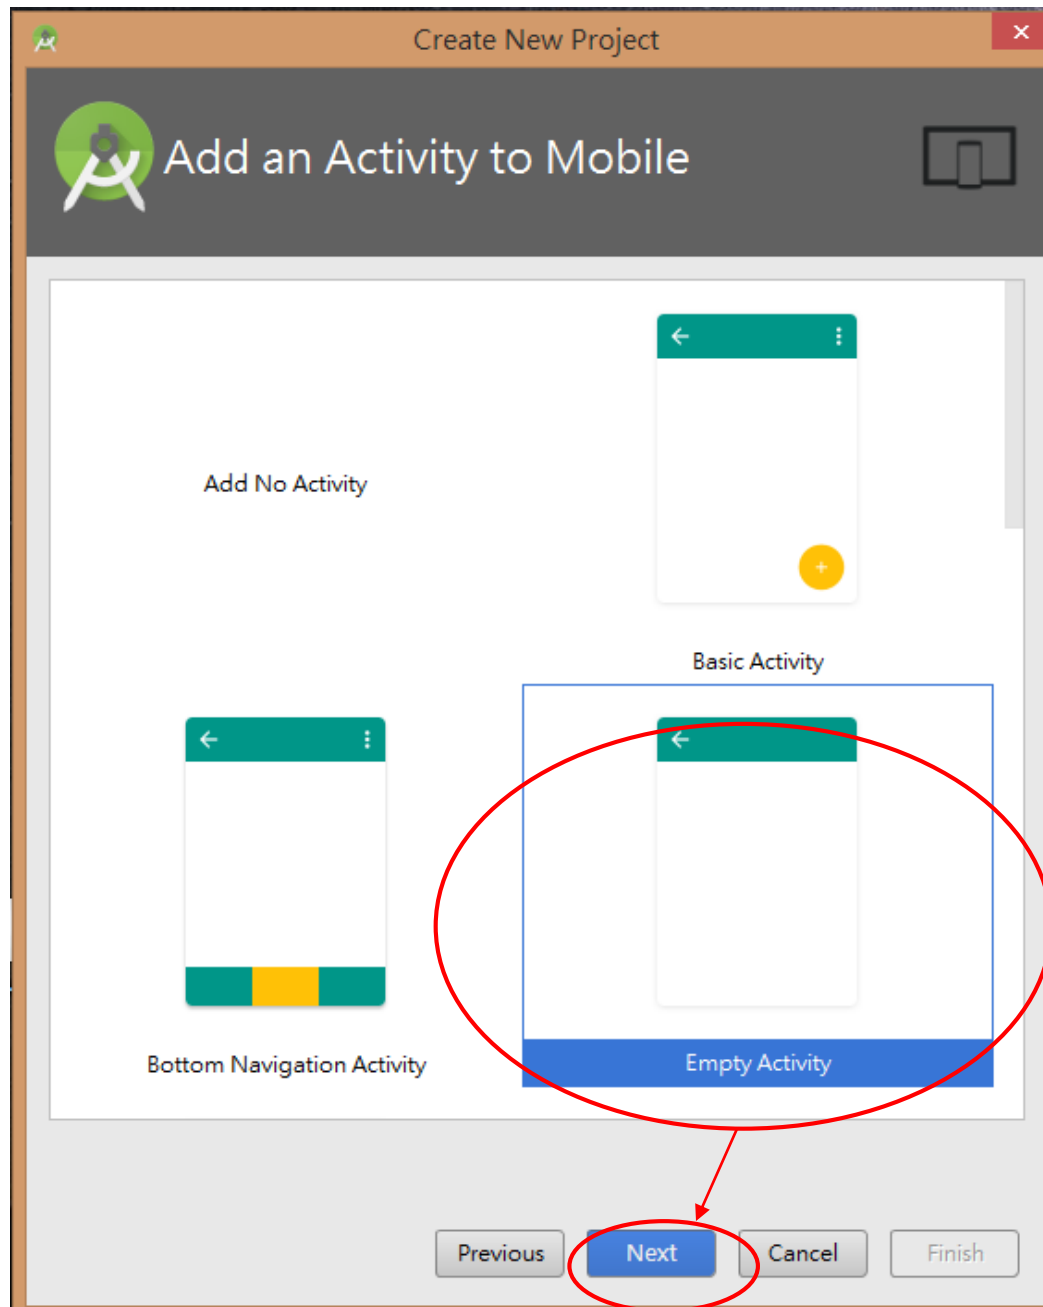 Create New Project
Add an Activity to Mobile
Add No Activity
Basic Activity
Bottom Navigation Activity
Empty Activity
Previous
Next
Cancel
Finish